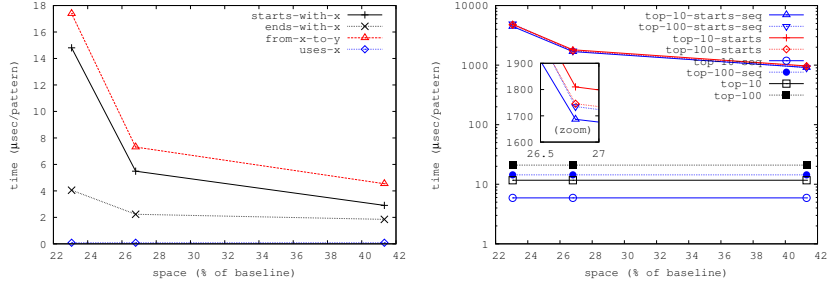 18
16
14
12
10
8
6
4
2
0
time (µsec/pattern)
starts-with-x
ends-with-x
from-x-to-y
uses-x
22 24 26 28 30 32 34 36 38 40 42
space (% of baseline)
10000
1000
100
10
1
time (µsec/pattern)
top-10-starts-seq
top-100-starts-seq
top-10-starts
top-100-starts
top-10-seq
top-100-seq
top-10
top-100
1900
1800
1700
1600
(zoom)
26.5 27
22 24 26 28 30 32 34 36 38 40 42
space (% of baseline)